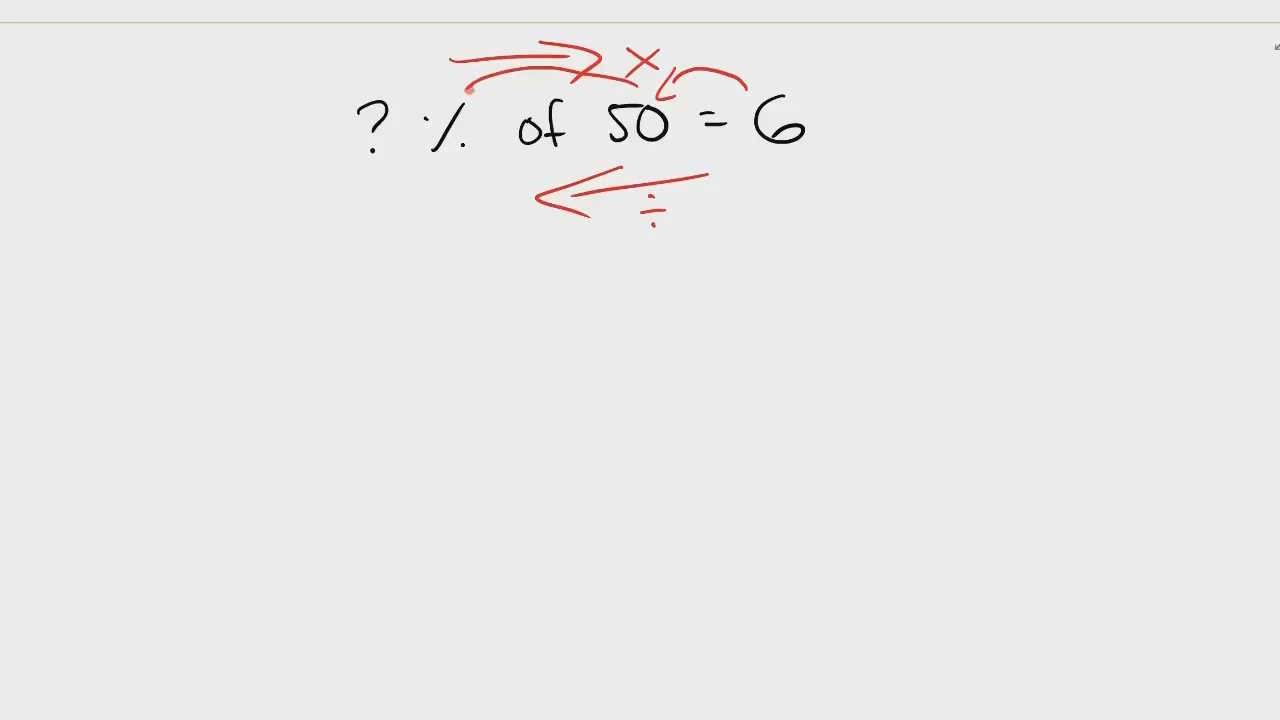 ×
? % of 50 = 6
÷